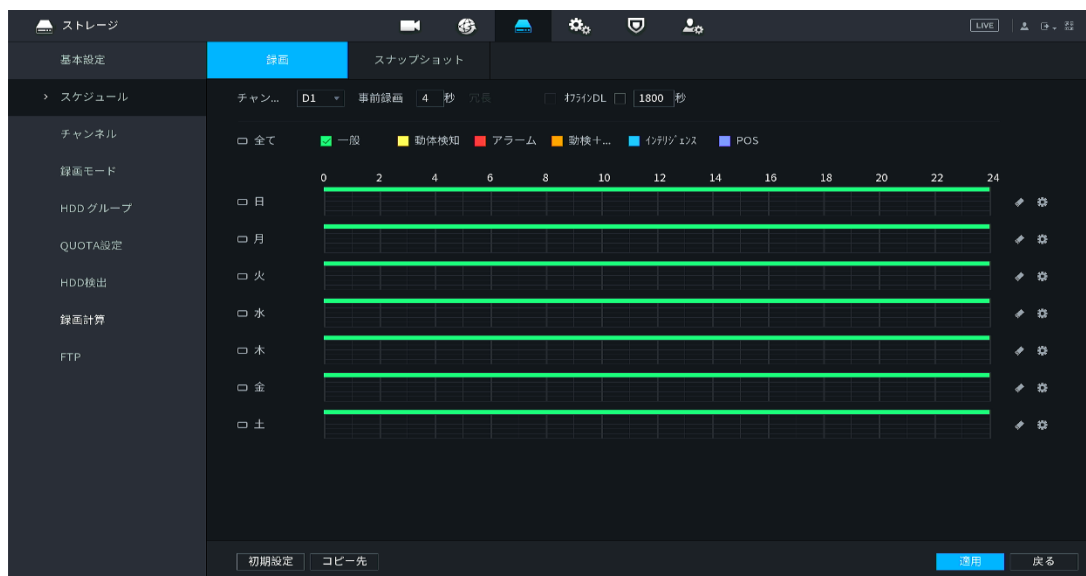 ストレージ
LIVE
基本設定
スケジュール
チャンネル
録画モード
HDD グループ
QUOTA設定
HDD検出
録画計算
FTP
録画 スナップショット
チャン... D1 事前録画 4 秒 冗長 ｵﾌﾗｲﾝDL 1800 秒
全て 一般 動体検知 アラーム 動検＋... ｲﾝﾃﾘｼﾞｪﾝｽ POS
0 2 4 6 8 10 12 14 16 18 20 22 24
日
月
火
水
木
金
土
初期設定 コピー先 適用 戻る